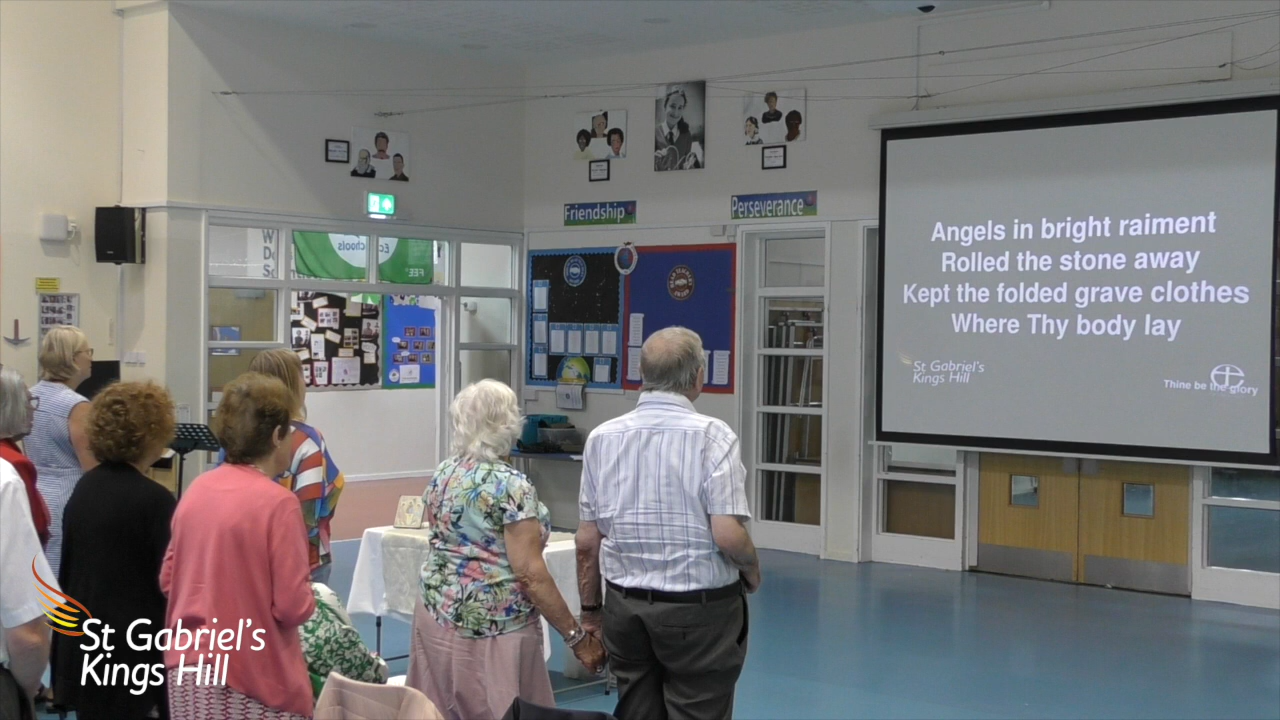 Friendship
Perseverance
Angels in bright raiment
Rolled the stone away
Kept the folded grave clothes
Where Thy body lay
St Gabriel's
Kings Hill
Thine be the glory
FEE
St Gabriel's
Kings Hill